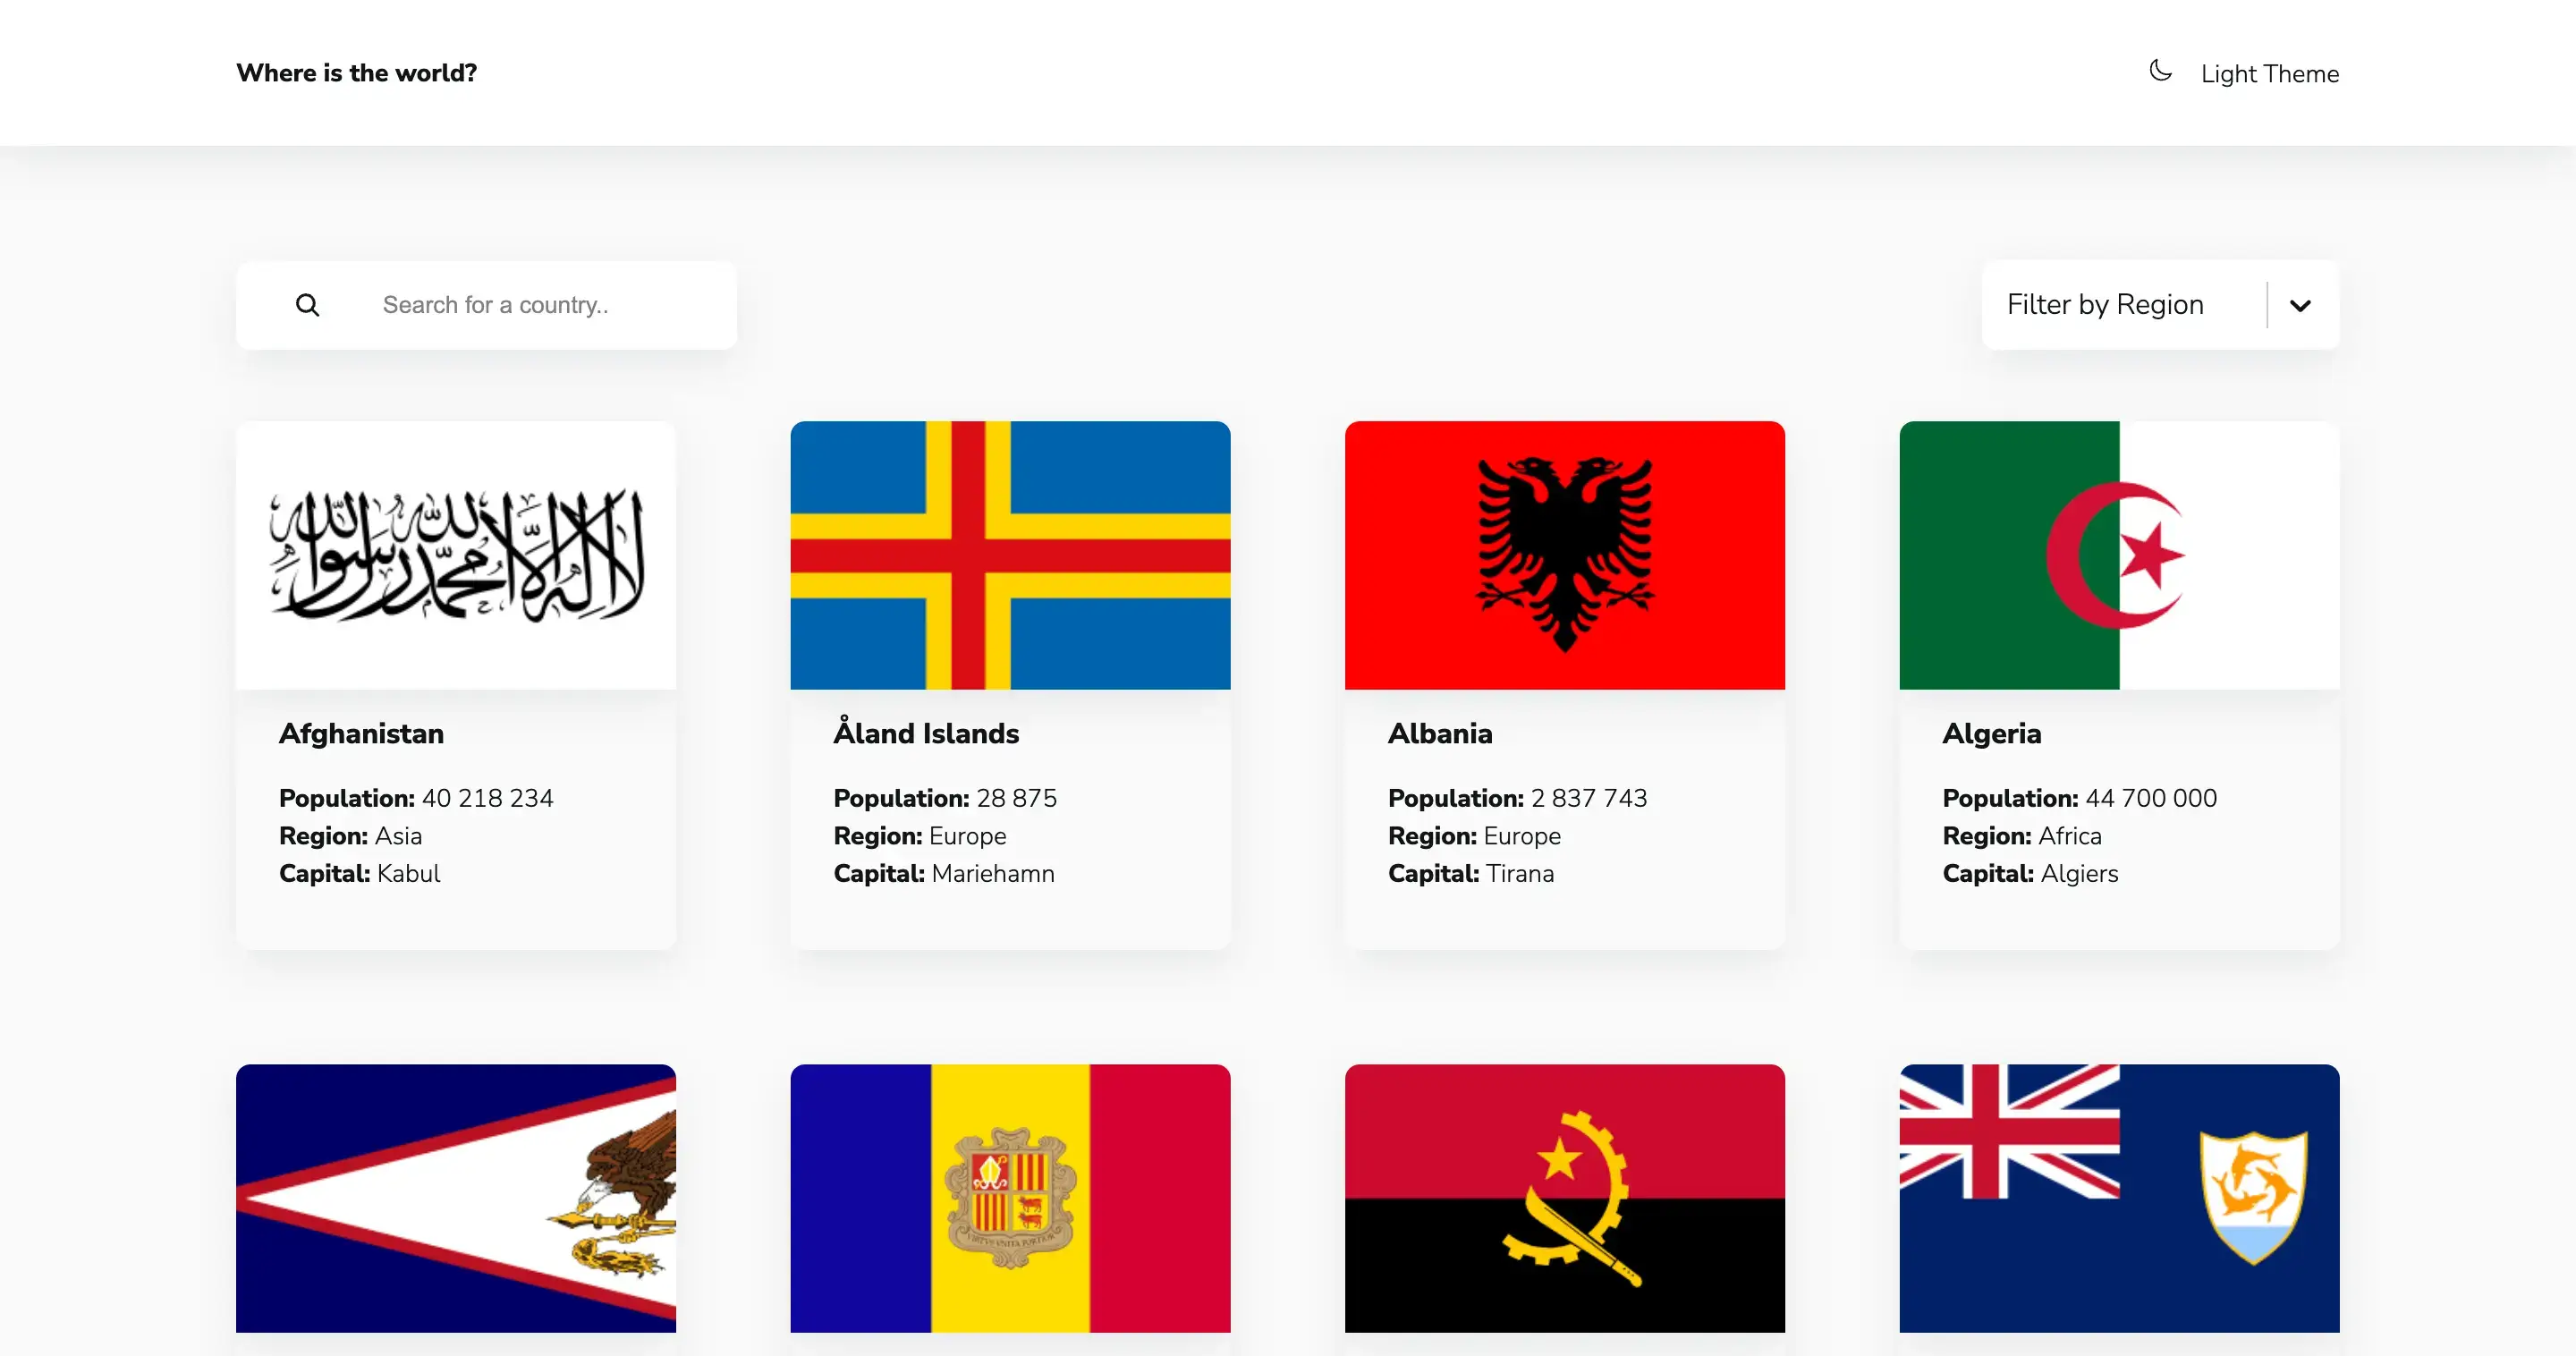 Where is the world?
Light Theme
Search for a country..
Filter by Region
لا إله إلا الله محمد رسول الله
Afghanistan
Population: 40 218 234
Region: Asia
Capital: Kabul
Åland Islands
Population: 28 875
Region: Europe
Capital: Mariehamn
Albania
Population: 2 837 743
Region: Europe
Capital: Tirana
Algeria
Population: 44 700 000
Region: Africa
Capital: Algiers
VIRTVS VNITA FORTIOR